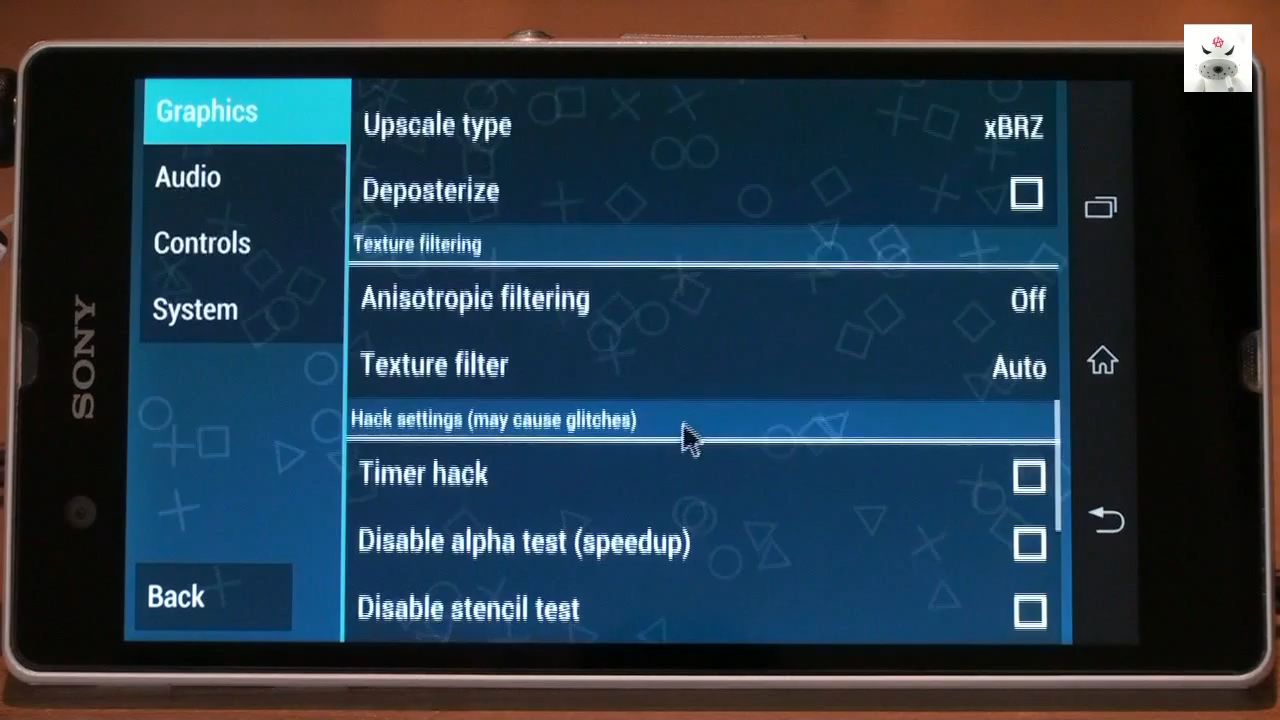 SONY
Graphics
Audio
Controls
System
Back
Upscale type xBRZ
Deposterize
Texture filtering
Anisotropic filtering Off
Texture filter Auto
Hack settings (may cause glitches)
Timer hack
Disable alpha test (speedup)
Disable stencil test